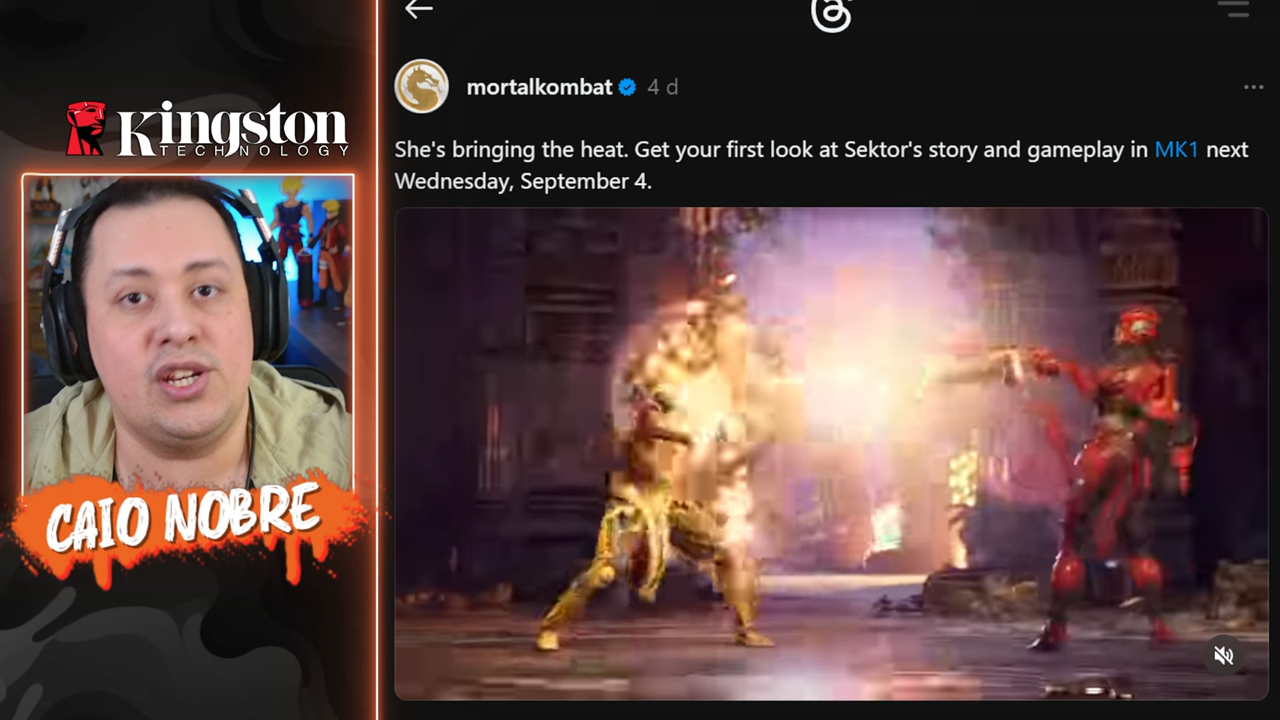 Kingston
TECHNOLOGY
CAIO NOBRE
mortalkombat 4 d
She's bringing the heat. Get your first look at Sektor's story and gameplay in MK1 next
Wednesday, September 4.